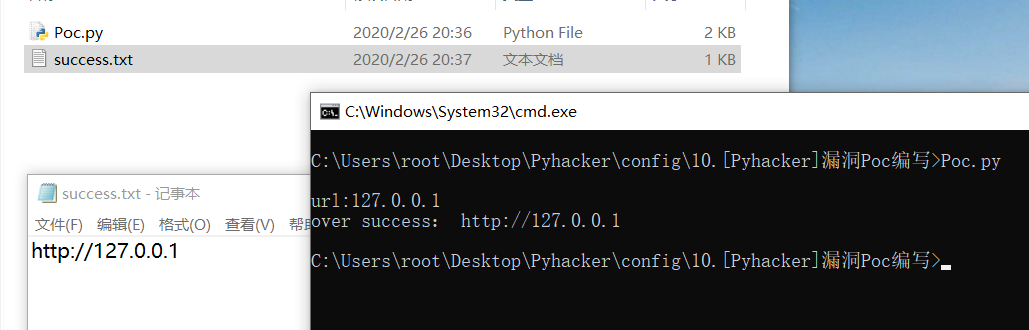 Poc.py 2020/2/26 20:36 Python File 2 KB
success.txt 2020/2/26 20:37 文本文档 1 KB
C:\Windows\System32\cmd.exe
C:\Users\root\Desktop\Pyhacker\config\10.[Pyhacker]漏洞Poc编写>Poc.py
url:127.0.0.1
over success: http://127.0.0.1
C:\Users\root\Desktop\Pyhacker\config\10.[Pyhacker]漏洞Poc编写>
success.txt - 记事本
文件(F) 编辑(E) 格式(O) 查看(V) 帮
http://127.0.0.1